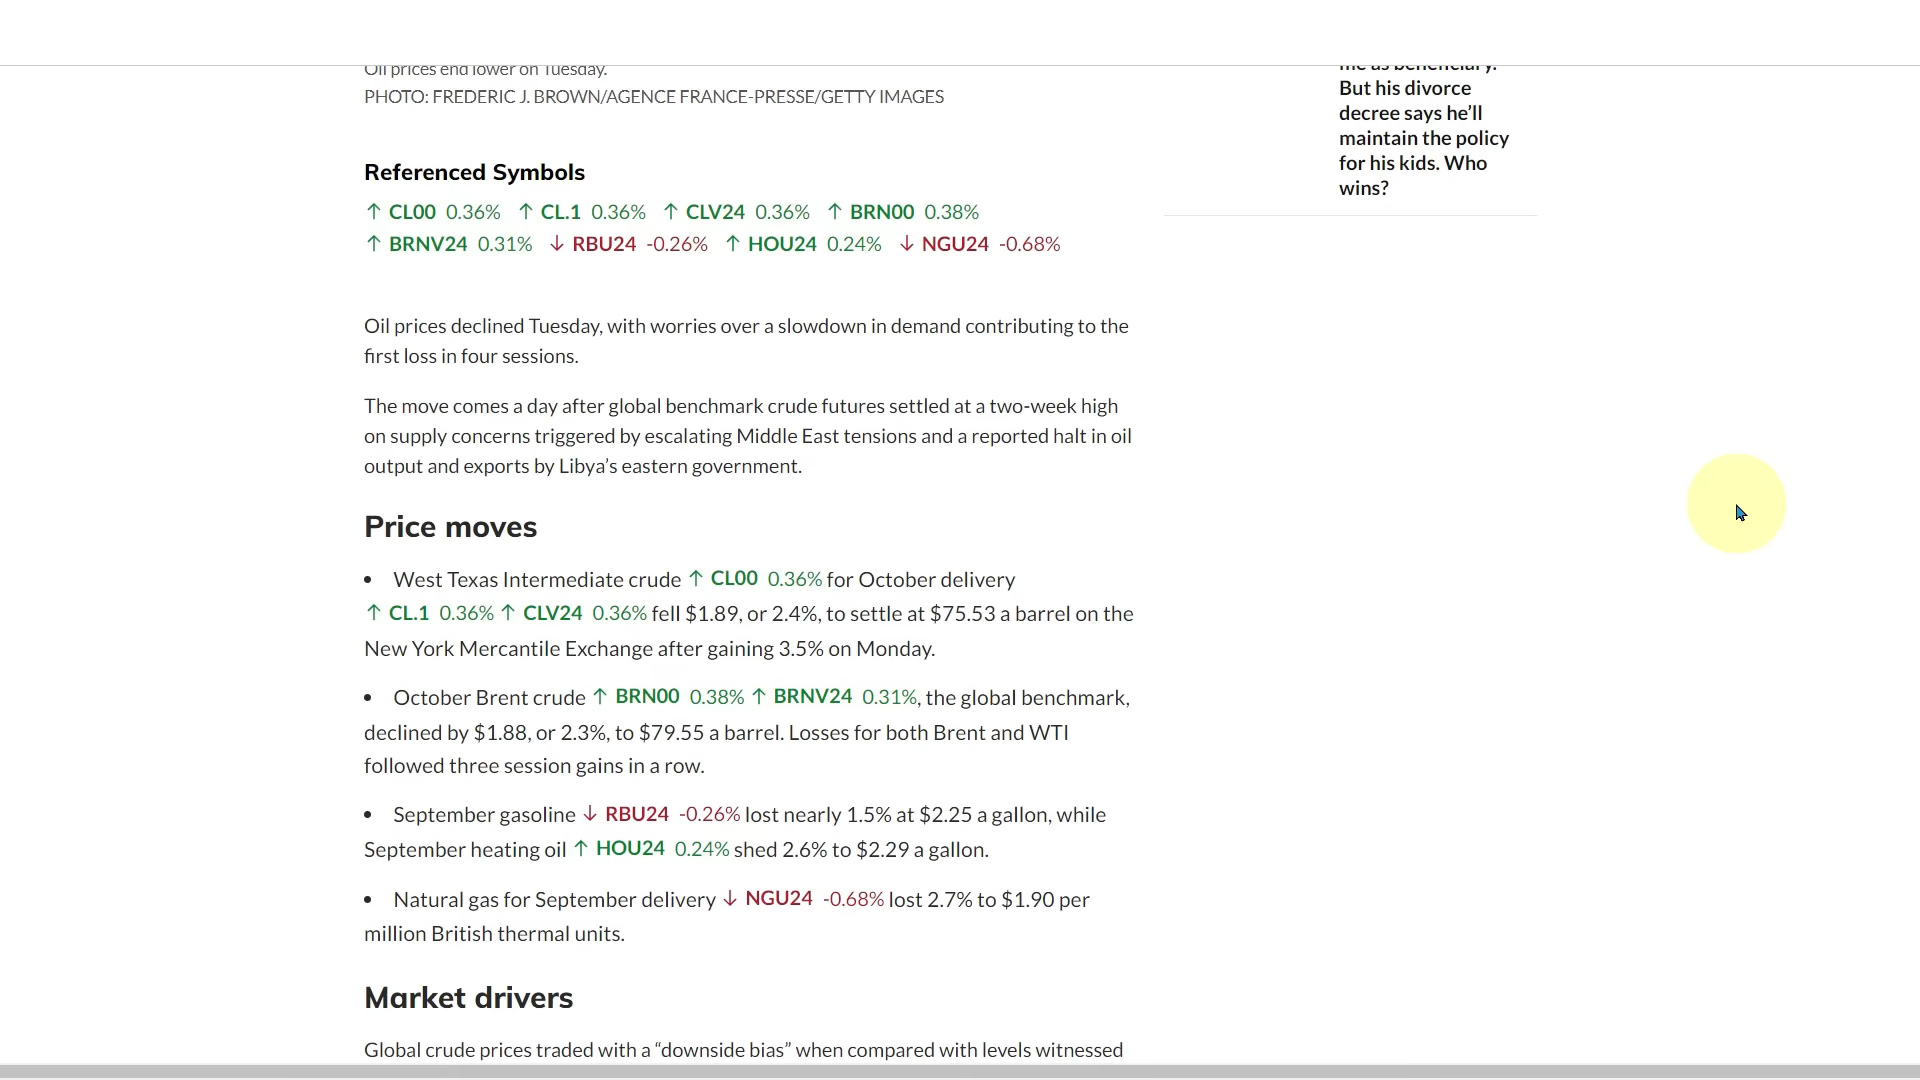 Oil prices end lower on Tuesday.
PHOTO: FREDERIC J. BROWN/AGENCE FRANCE-PRESSE/GETTY IMAGES
Referenced Symbols
↑ CL00 0.36% ↑ CL.1 0.36% ↑ CLV24 0.36% ↑ BRN00 0.38%
↑ BRNV24 0.31% ↓ RBU24 -0.26% ↑ HOU24 0.24% ↓ NGU24 -0.68%
Oil prices declined Tuesday, with worries over a slowdown in demand contributing to the
first loss in four sessions.
The move comes a day after global benchmark crude futures settled at a two-week high
on supply concerns triggered by escalating Middle East tensions and a reported halt in oil
output and exports by Libya’s eastern government.
Price moves
• West Texas Intermediate crude ↑ CL00 0.36% for October delivery
↑ CL.1 0.36% ↑ CLV24 0.36% fell $1.89, or 2.4%, to settle at $75.53 a barrel on the
New York Mercantile Exchange after gaining 3.5% on Monday.
• October Brent crude ↑ BRN00 0.38% ↑ BRNV24 0.31%, the global benchmark,
declined by $1.88, or 2.3%, to $79.55 a barrel. Losses for both Brent and WTI
followed three session gains in a row.
• September gasoline ↓ RBU24 -0.26% lost nearly 1.5% at $2.25 a gallon, while
September heating oil ↑ HOU24 0.24% shed 2.6% to $2.29 a gallon.
• Natural gas for September delivery ↓ NGU24 -0.68% lost 2.7% to $1.90 per
million British thermal units.
Market drivers
Global crude prices traded with a “downside bias” when compared with levels witnessed
me as beneficiary.
But his divorce
decree says he’ll
maintain the policy
for his kids. Who
wins?